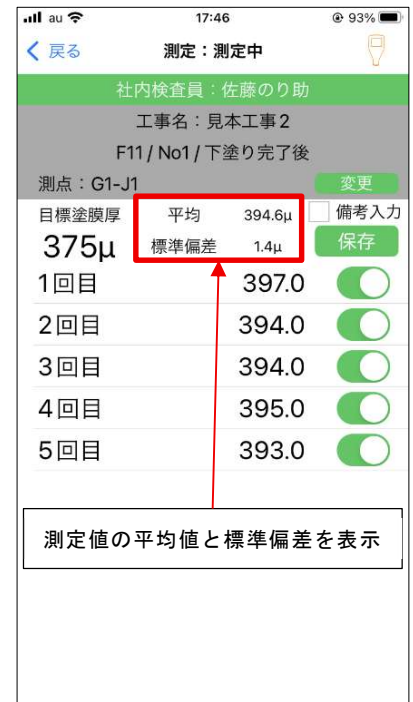 au 17:46 93%
戻る 測定：測定中
社内検査員：佐藤のり助
工事名：見本工事2
F11 / No1 / 下塗り完了後
測点：G1-J1 変更
目標塗膜厚 平均 394.6μ 備考入力
375μ 標準偏差 1.4μ 保存
1回目 397.0
2回目 394.0
3回目 394.0
4回目 395.0
5回目 393.0
測定値の平均値と標準偏差を表示